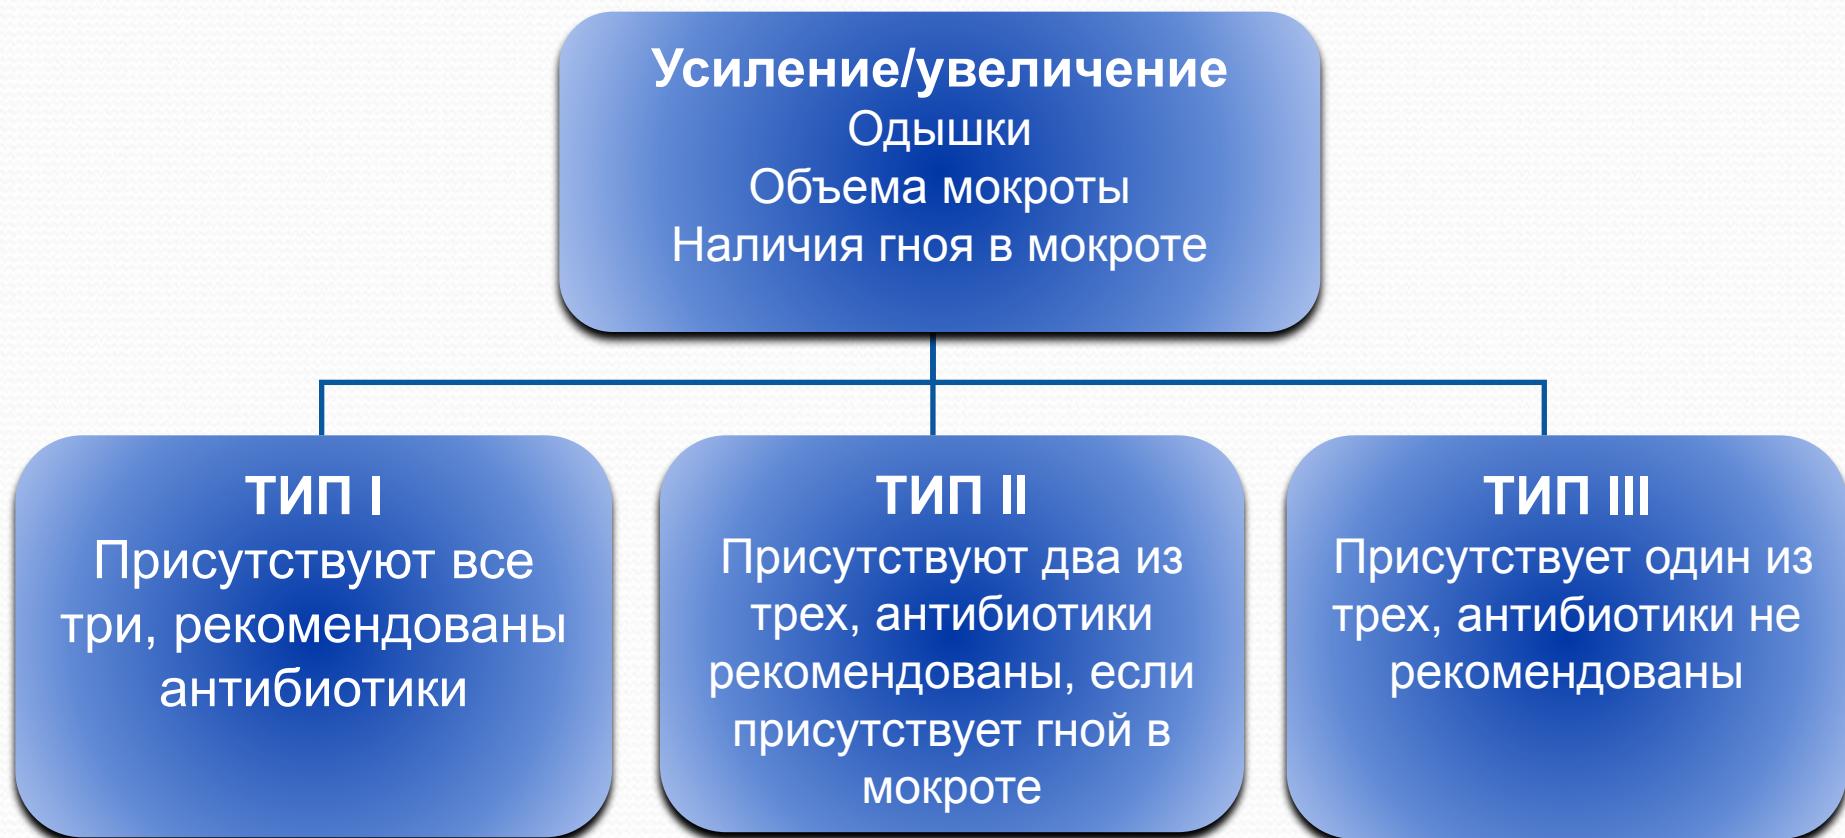 Усиление/увеличение
Одышки
Объема мокроты
Наличия гноя в мокроте
ТИП I
Присутствуют все
три, рекомендованы
антибиотики
ТИП II
Присутствуют два из
трех, антибиотики
рекомендованы, если
присутствует гной в
мокроте
ТИП III
Присутствует один из
трех, антибиотики не
рекомендованы